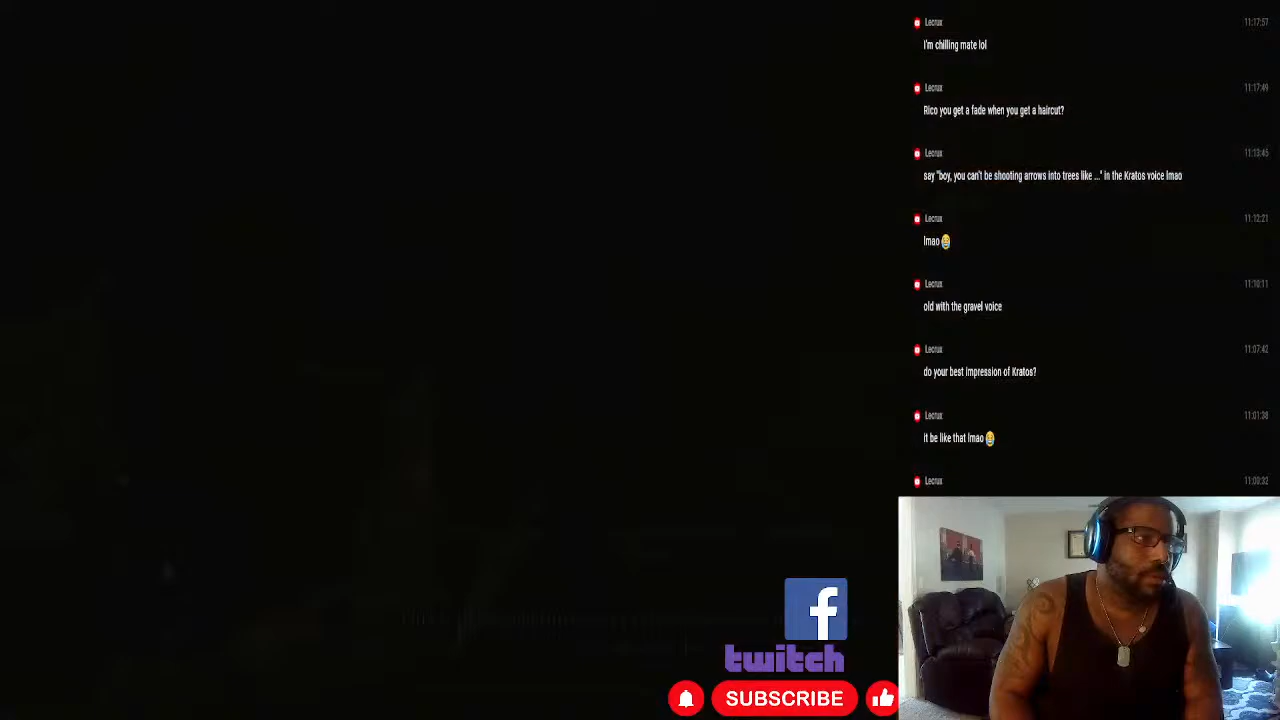 Lecrux 11:17:57
I'm chilling mate lol
Lecrux 11:17:49
Rico you get a fade when you get a haircut?
Lecrux 11:13:45
say "boy, you can't be shooting arrows into trees like ..." in the Kratos voice lmao
Lecrux 11:12:21
lmao 😂
Lecrux 11:10:11
old with the gravel voice
Lecrux 11:07:42
do your best impression of Kratos?
Lecrux 11:01:38
it be like that lmao 😂
Lecrux 11:00:32
f
twitch
SUBSCRIBE